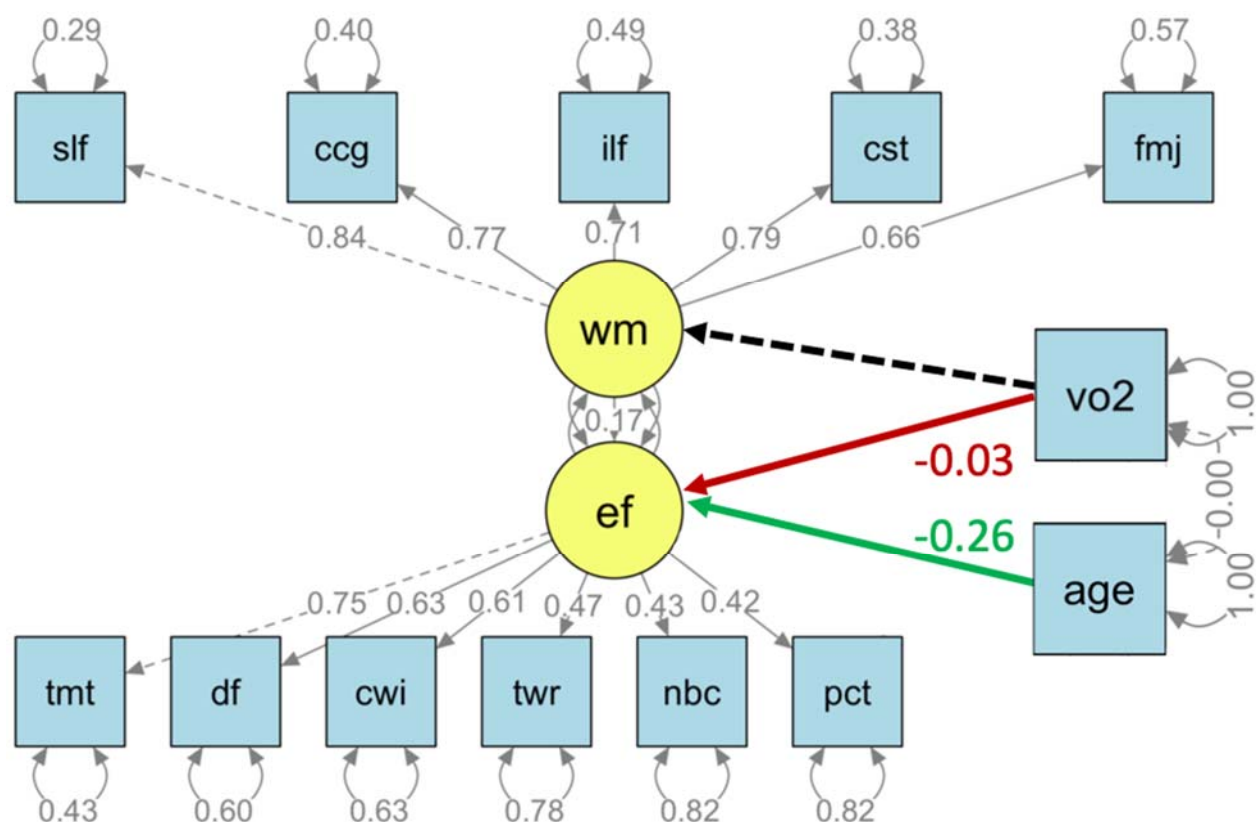 0.29 0.40 0.49 0.38 0.57
slf ccg ilf cst fmj
0.84 0.77 0.71 0.79 0.66
wm
vo2
1.00
0.17
-0.03
-0.00
ef
-0.26
age
1.00
0.75 0.63 0.61 0.47 0.43 0.42
tmt df cwi twr nbc pct
0.43 0.60 0.63 0.78 0.82 0.82